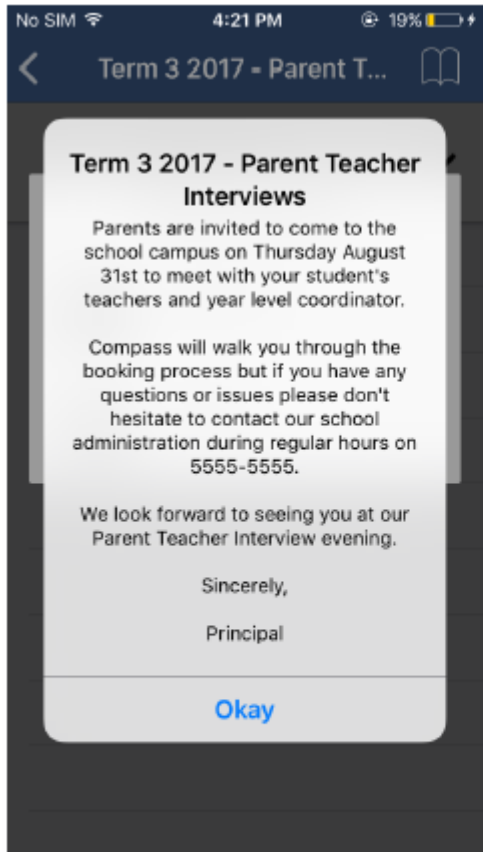 No SIM 4:21 PM 19%
Term 3 2017 - Parent T...
Term 3 2017 - Parent Teacher
Interviews
Parents are invited to come to the
school campus on Thursday August
31st to meet with your student's
teachers and year level coordinator.
Compass will walk you through the
booking process but if you have any
questions or issues please don't
hesitate to contact our school
administration during regular hours on
5555-5555.
We look forward to seeing you at our
Parent Teacher Interview evening.
Sincerely,
Principal
Okay